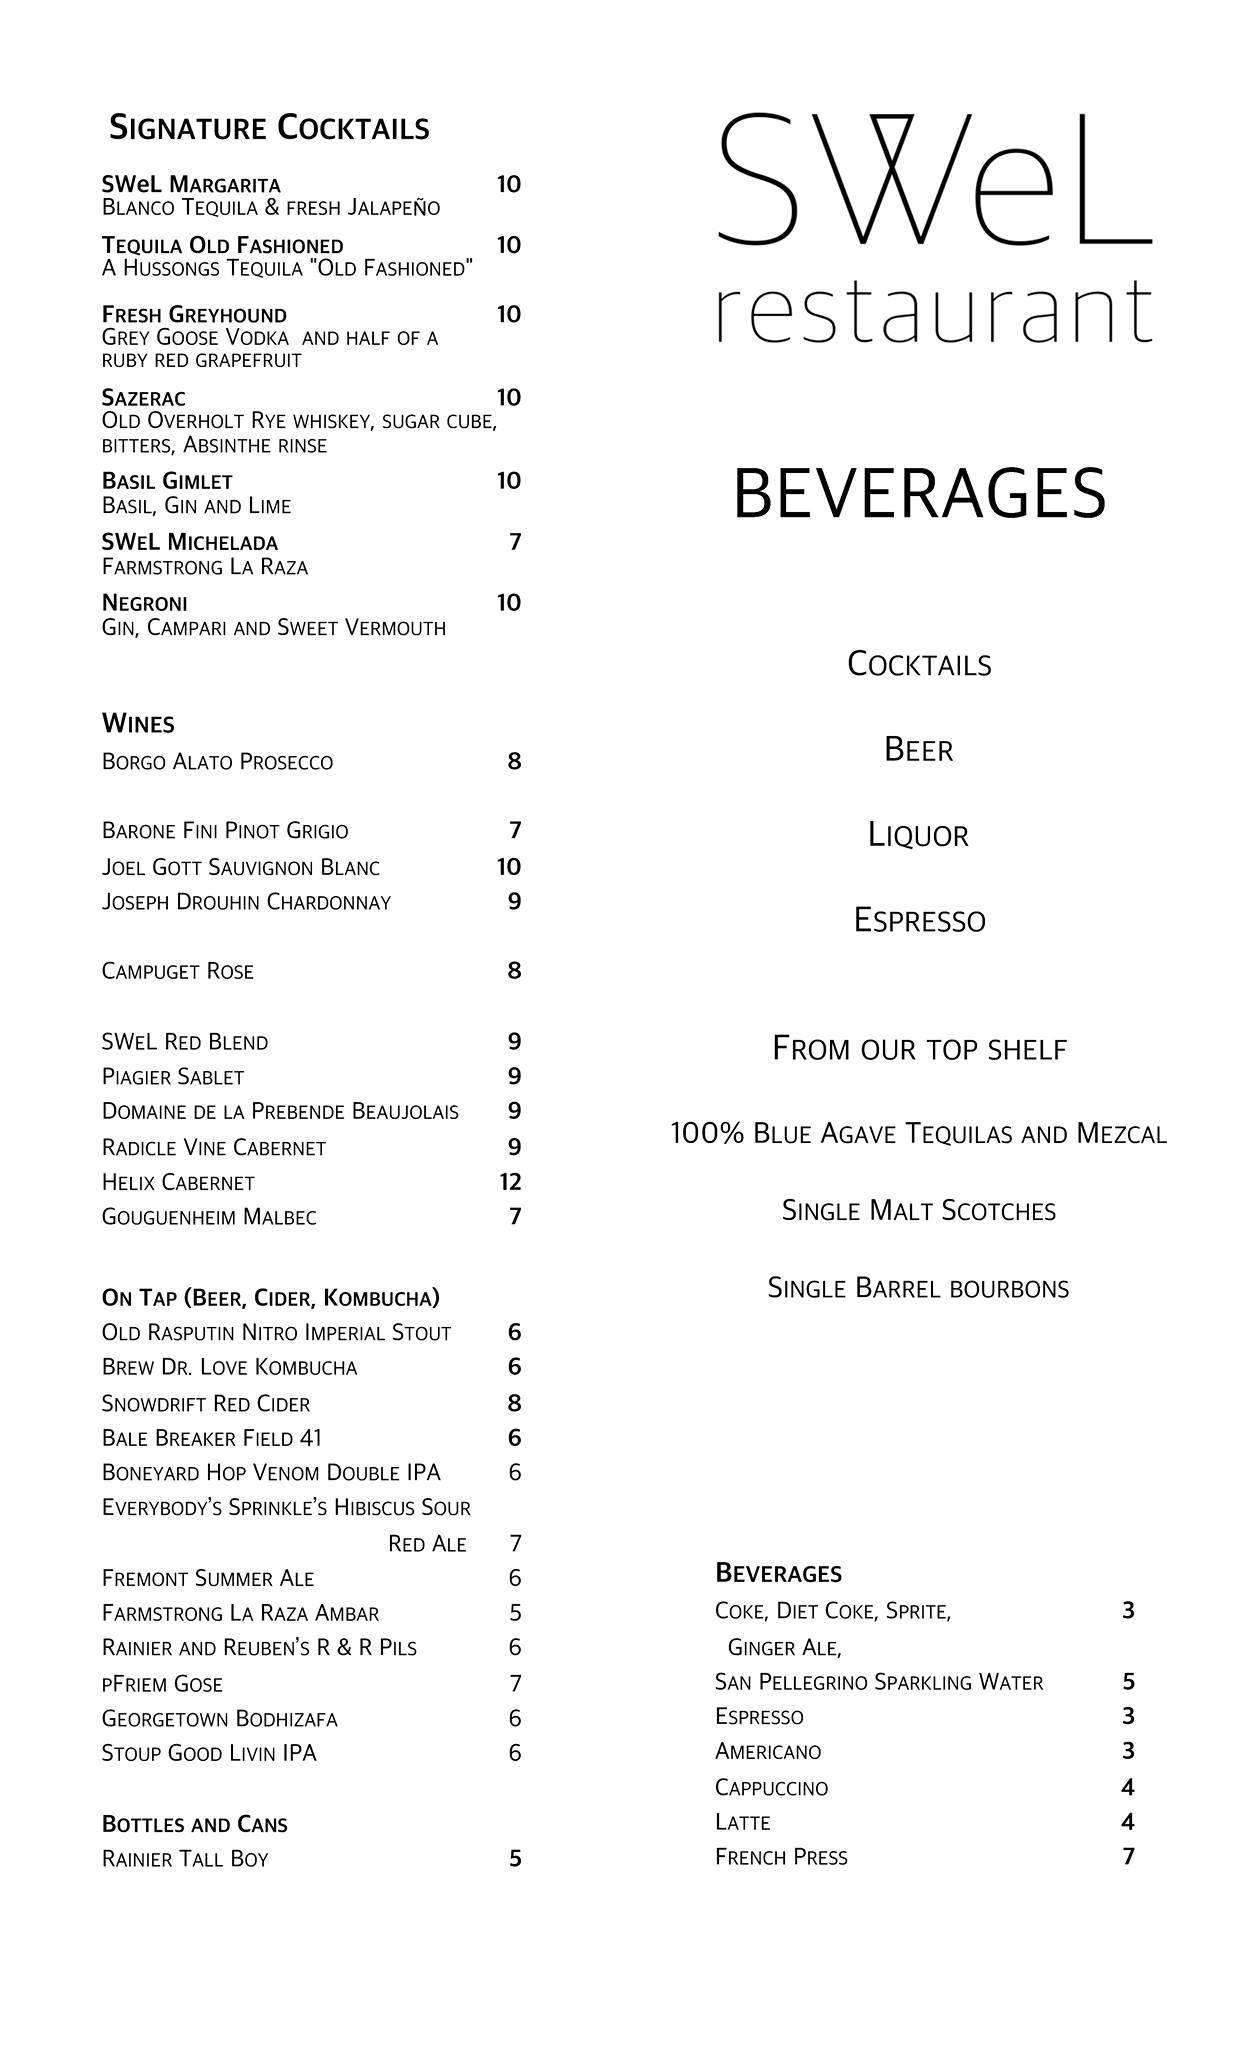 SIGNATURE COCKTAILS
SWeL MARGARITA 10
BLANCO TEQUILA & FRESH JALAPEÑO
TEQUILA OLD FASHIONED 10
A HUSSONGS TEQUILA "OLD FASHIONED"
FRESH GREYHOUND 10
GREY GOOSE VODKA AND HALF OF A
RUBY RED GRAPEFRUIT
SAZERAC 10
OLD OVERHOLT RYE WHISKEY, SUGAR CUBE,
BITTERS, ABSINTHE RINSE
BASIL GIMLET 10
BASIL, GIN AND LIME
SWEL MICHELADA 7
FARMSTRONG LA RAZA
NEGRONI 10
GIN, CAMPARI AND SWEET VERMOUTH
WINES
BORGO ALATO PROSECCO 8
BARONE FINI PINOT GRIGIO 7
JOEL GOTT SAUVIGNON BLANC 10
JOSEPH DROUHIN CHARDONNAY 9
CAMPUGET ROSE 8
SWEL RED BLEND 9
PIAGIER SABLET 9
DOMAINE DE LA PREBENDE BEAUJOLAIS 9
RADICLE VINE CABERNET 9
HELIX CABERNET 12
GOUGUENHEIM MALBEC 7
ON TAP (BEER, CIDER, KOMBUCHA)
OLD RASPUTIN NITRO IMPERIAL STOUT 6
BREW DR. LOVE KOMBUCHA 6
SNOWDRIFT RED CIDER 8
BALE BREAKER FIELD 41 6
BONEYARD HOP VENOM DOUBLE IPA 6
EVERYBODY’S SPRINKLE’S HIBISCUS SOUR
RED ALE 7
FREMONT SUMMER ALE 6
FARMSTRONG LA RAZA AMBAR 5
RAINIER AND REUBEN’S R & R PILS 6
PFRIEM GOSE 7
GEORGETOWN BODHIZAFA 6
STOUP GOOD LIVIN IPA 6
BOTTLES AND CANS
RAINIER TALL BOY 5
SWeL
restaurant
BEVERAGES
COCKTAILS
BEER
LIQUOR
ESPRESSO
FROM OUR TOP SHELF
100% BLUE AGAVE TEQUILAS AND MEZCAL
SINGLE MALT SCOTCHES
SINGLE BARREL BOURBONS
BEVERAGES
COKE, DIET COKE, SPRITE, 3
GINGER ALE,
SAN PELLEGRINO SPARKLING WATER 5
ESPRESSO 3
AMERICANO 3
CAPPUCCINO 4
LATTE 4
FRENCH PRESS 7